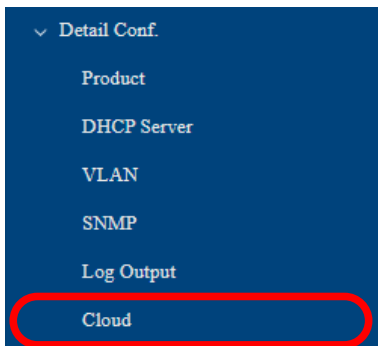 Detail Conf.
Product
DHCP Server
VLAN
SNMP
Log Output
Cloud